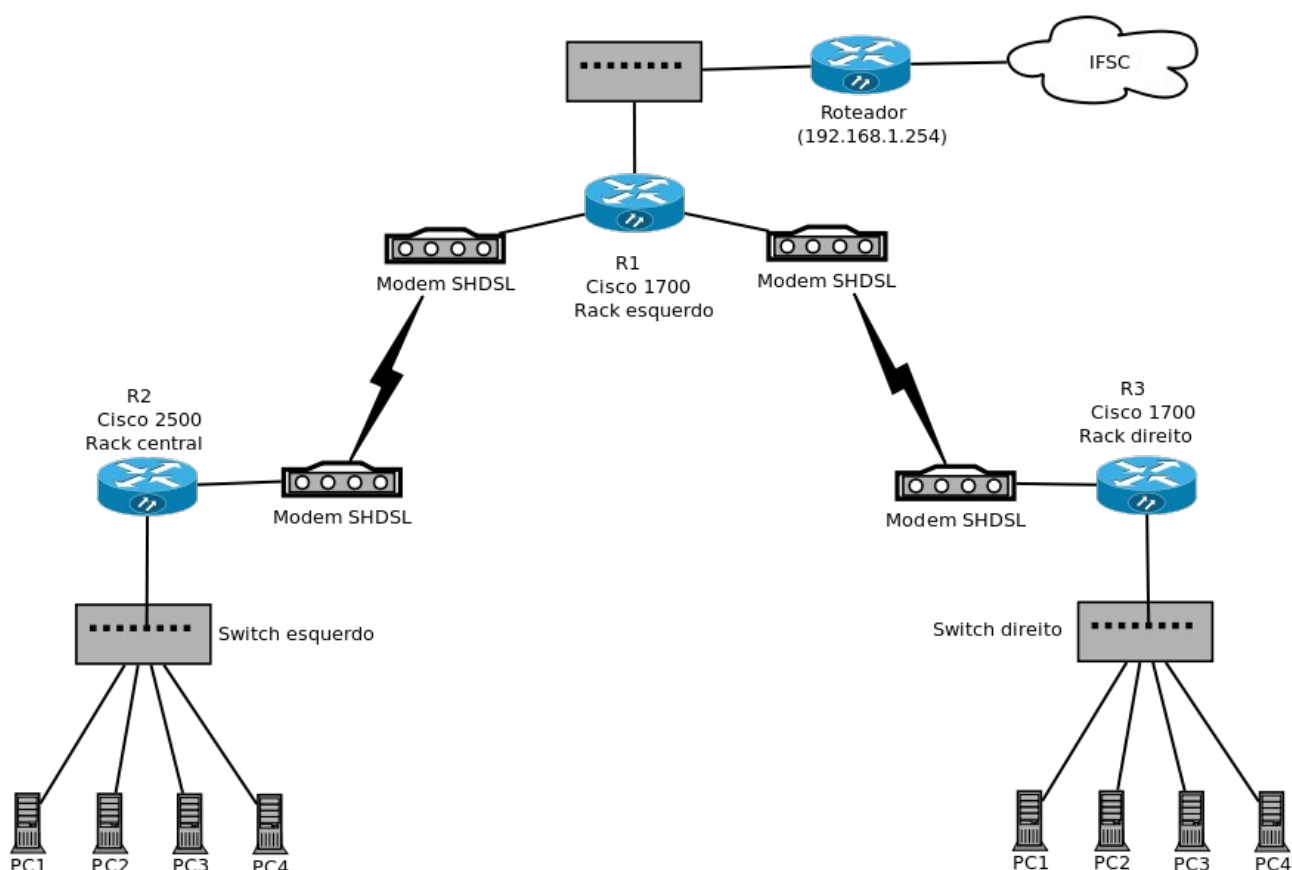 IFSC
Roteador
(192.168.1.254)
R1
Cisco 1700
Rack esquerdo
Modem SHDSL
Modem SHDSL
R2
Cisco 2500
Rack central
Modem SHDSL
R3
Cisco 1700
Rack direito
Modem SHDSL
Switch esquerdo
Switch direito
PC1
PC2
PC3
PC4
PC1
PC2
PC3
PC4